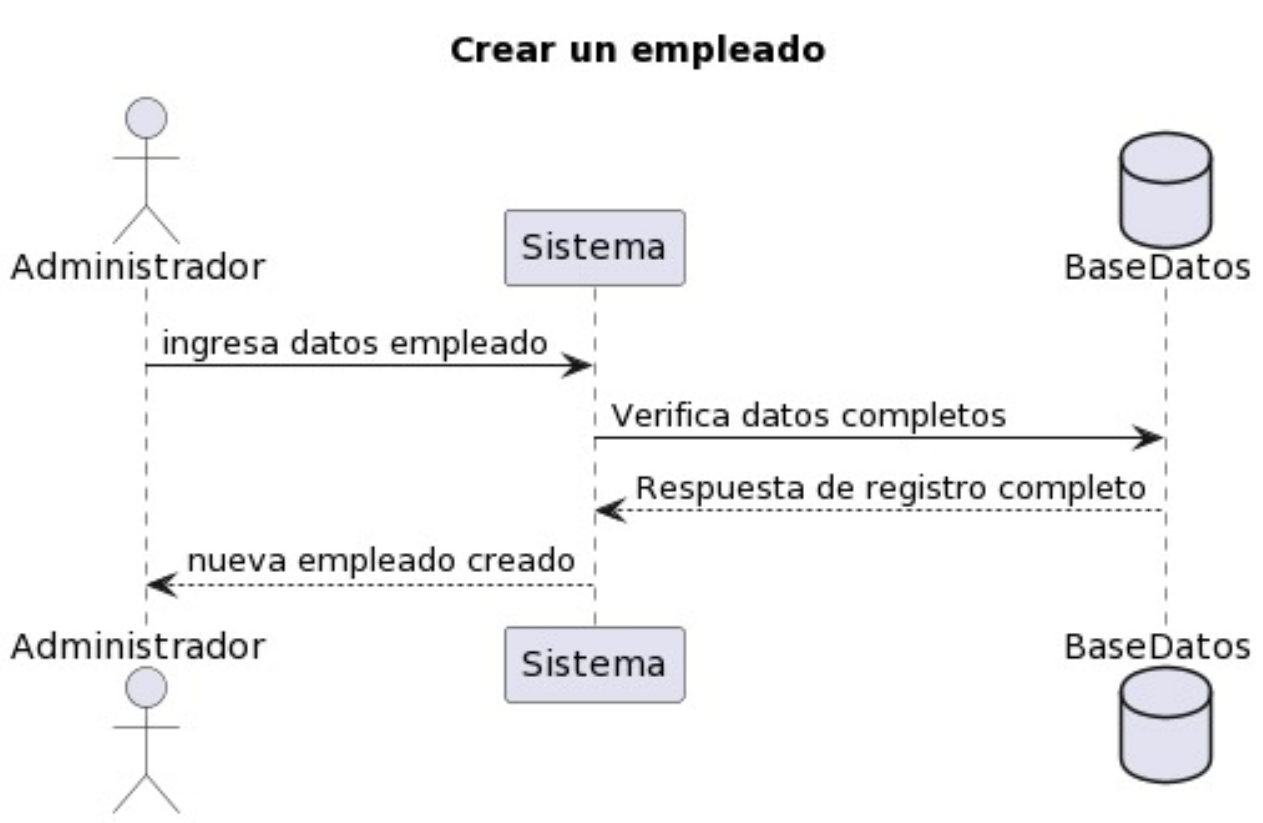 Crear un empleado
Administrador
Sistema
BaseDatos
ingresa datos empleado
Verifica datos completos
Respuesta de registro completo
nueva empleado creado
Administrador
Sistema
BaseDatos